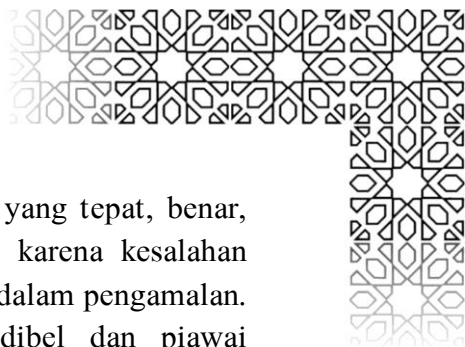 yang tepat, benar,
karena kesalahan
dalam pengamalan.
dibel dan piawai